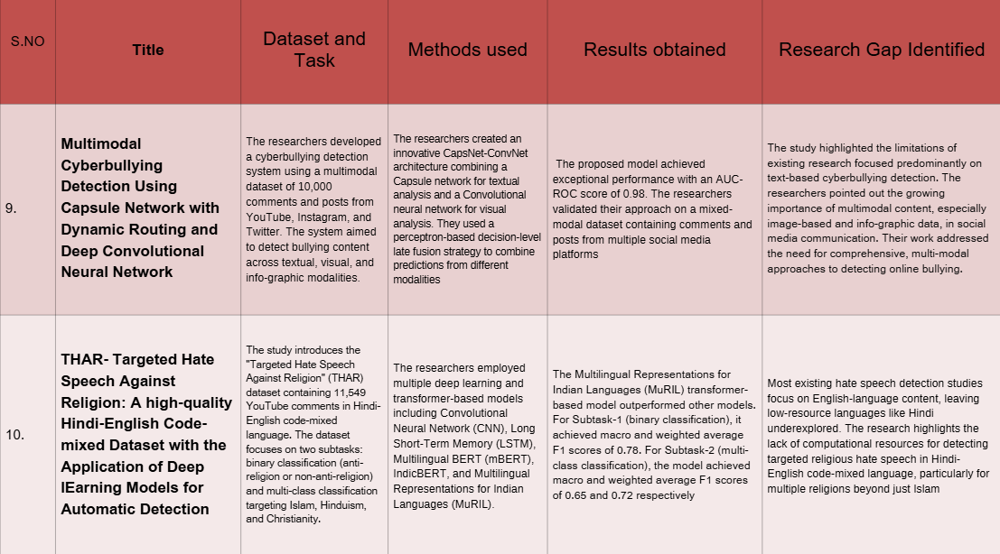 S.NO
Title
Dataset and
Task
Methods used
Results obtained
Research Gap Identified
9.
Multimodal
Cyberbullying
Detection Using
Capsule Network with
Dynamic Routing and
Deep Convolutional
Neural Network
The researchers developed
a cyberbullying detection
system using a multimodal
dataset of 10,000
comments and posts from
YouTube, Instagram, and
Twitter. The system aimed
to detect bullying content
across textual, visual, and
info-graphic modalities.
The researchers created an
innovative CapsNet-ConvNet
architecture combining a
Capsule network for textual
analysis and a Convolutional
neural network for visual
analysis. They used a
perceptron-based decision-level
late fusion strategy to combine
predictions from different
modalities
The proposed model achieved
exceptional performance with an AUC-
ROC score of 0.98. The researchers
validated their approach on a mixed-
modal dataset containing comments and
posts from multiple social media
platforms
The study highlighted the limitations of
existing research focused predominantly on
text-based cyberbullying detection. The
researchers pointed out the growing
importance of multimodal content, especially
image-based and info-graphic data, in social
media communication. Their work addressed
the need for comprehensive, multi-modal
approaches to detecting online bullying.
10.
THAR- Targeted Hate
Speech Against
Religion: A high-quality
Hindi-English Code-
mixed Dataset with the
Application of Deep
lEarning Models for
Automatic Detection
The study introduces the
"Targeted Hate Speech
Against Religion" (THAR)
dataset containing 11,549
YouTube comments in Hindi-
English code-mixed
language. The dataset
focuses on two subtasks:
binary classification (anti-
religion or non-anti-religion)
and multi-class classification
targeting Islam, Hinduism,
and Christianity.
The researchers employed
multiple deep learning and
transformer-based models
including Convolutional
Neural Network (CNN), Long
Short-Term Memory (LSTM),
Multilingual BERT (mBERT),
IndicBERT, and Multilingual
Representations for Indian
Languages (MuRIL).
The Multilingual Representations for
Indian Languages (MuRIL) transformer-
based model outperformed other models.
For Subtask-1 (binary classification), it
achieved macro and weighted average
F1 scores of 0.78. For Subtask-2 (multi-
class classification), the model achieved
macro and weighted average F1 scores
of 0.65 and 0.72 respectively
Most existing hate speech detection studies
focus on English-language content, leaving
low-resource languages like Hindi
underexplored. The research highlights the
lack of computational resources for detecting
targeted religious hate speech in Hindi-
English code-mixed language, particularly for
multiple religions beyond just Islam